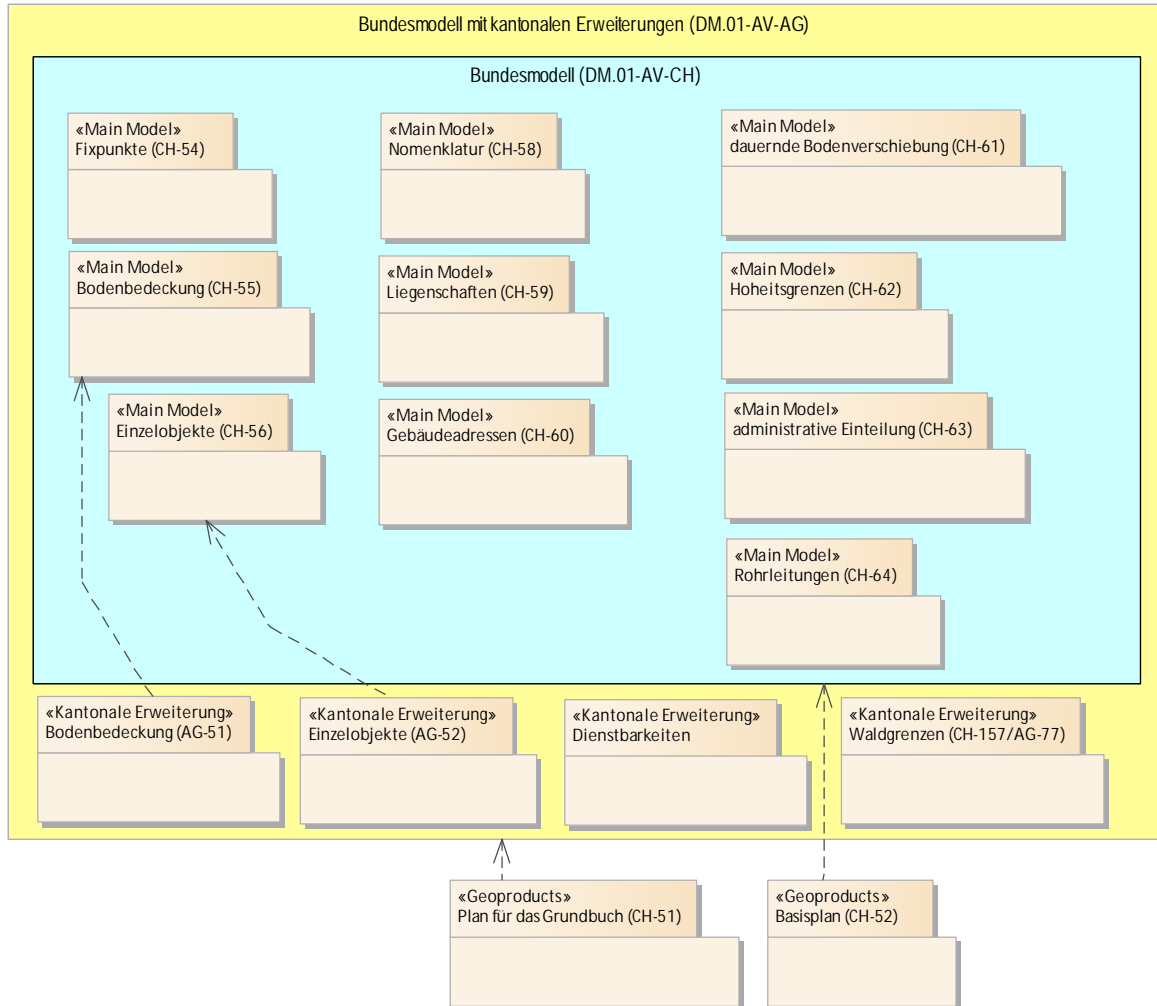 Bundesmodell mit kantonalen Erweiterungen (DM.01-AV-AG)
Bundesmodell (DM.01-AV-CH)
«Main Model»
Fixpunkte (CH-54)
«Main Model»
Nomenklatur (CH-58)
«Main Model»
dauernde Bodenverschiebung (CH-61)
«Main Model»
Bodenbedeckung (CH-55)
«Main Model»
Liegenschaften (CH-59)
«Main Model»
Hoheitsgrenzen (CH-62)
«Main Model»
Einzelobjekte (CH-56)
«Main Model»
Gebäudeadressen (CH-60)
«Main Model»
administrative Einteilung (CH-63)
«Main Model»
Rohrleitungen (CH-64)
«Kantonale Erweiterung»
Bodenbedeckung (AG-51)
«Kantonale Erweiterung»
Einzelobjekte (AG-52)
«Kantonale Erweiterung»
Dienstbarkeiten
«Kantonale Erweiterung»
Waldgrenzen (CH-157/AG-77)
«Geoproducts»
Plan für das Grundbuch (CH-51)
«Geoproducts»
Basisplan (CH-52)